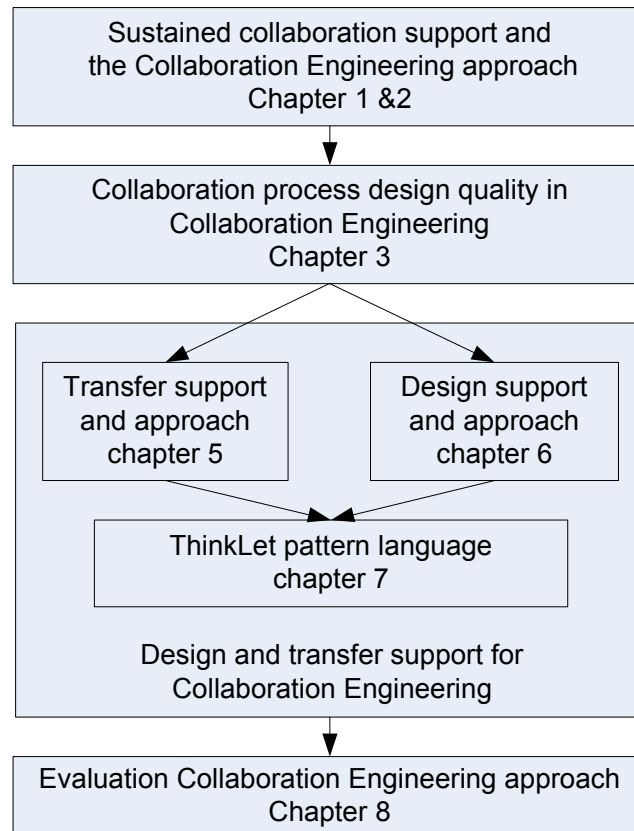 Sustained collaboration support and
the Collaboration Engineering approach
Chapter 1 &2
Collaboration process design quality in
Collaboration Engineering
Chapter 3
Transfer support
and approach
chapter 5
Design support
and approach
chapter 6
ThinkLet pattern language
chapter 7
Design and transfer support for
Collaboration Engineering
Evaluation Collaboration Engineering approach
Chapter 8